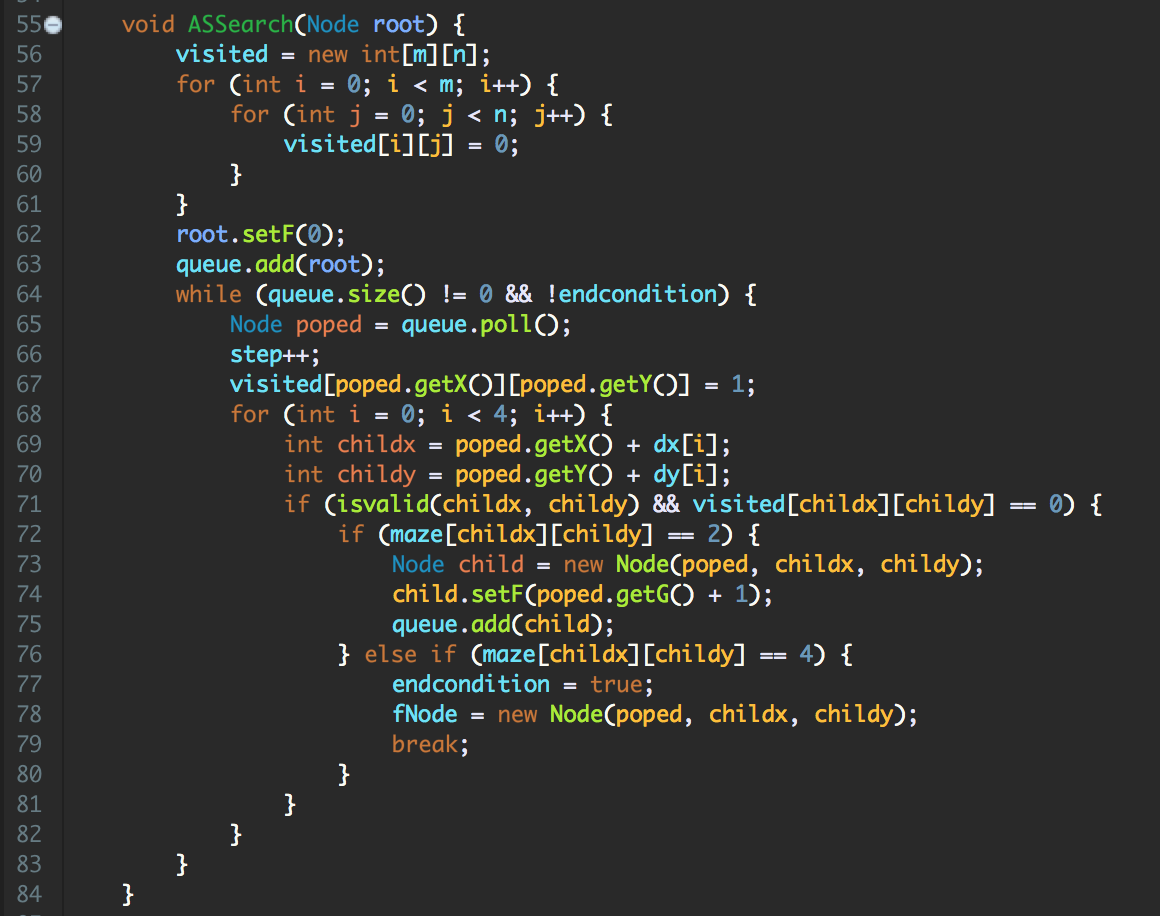 55 void ASSearch(Node root) {
56 visited = new int[m][n];
57 for (int i = 0; i < m; i++) {
58 for (int j = 0; j < n; j++) {
59 visited[i][j] = 0;
60 }
61 }
62 root.setF(0);
63 queue.add(root);
64 while (queue.size() != 0 && !endcondition) {
65 Node poped = queue.poll();
66 step++;
67 visited[poped.getX()][poped.getY()] = 1;
68 for (int i = 0; i < 4; i++) {
69 int childx = poped.getX() + dx[i];
70 int childy = poped.getY() + dy[i];
71 if (isvalid(childx, childy) && visited[childx][childy] == 0) {
72 if (maze[childx][childy] == 2) {
73 Node child = new Node(poped, childx, childy);
74 child.setF(poped.getG() + 1);
75 queue.add(child);
76 } else if (maze[childx][childy] == 4) {
77 endcondition = true;
78 fNode = new Node(poped, childx, childy);
79 break;
80 }
81 }
82 }
83 }
84 }